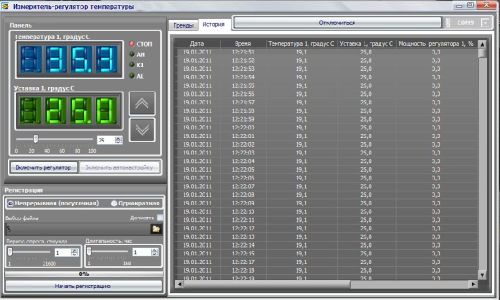 Измеритель-регулятор температуры
Панель
Температура 1, градус C
СТОП
АН
К1
AL
Уставка 1, градус C
0 20 40 60 80 100
25
Включить регулятор
Включить автонастройку
Регистрация
Непрерывная (посуточная)
Однократная
Выбор файла
Дописать
Период опроса, секунда
1
Длительность, час
1
0%
Начать регистрацию
Тренды
История
Отключиться
COM9
Дата Время Температура 1, градус C Уставка 1, градус C Мощность регулятора 1, %
19.01.2011 12:21:51 19,1 25,0 0,0
19.01.2011 12:21:52 19,1 25,0 0,0
19.01.2011 12:21:53 19,1 25,0 0,0
19.01.2011 12:21:54 19,1 25,0 0,0
19.01.2011 12:21:55 19,1 25,0 0,0
19.01.2011 12:21:56 19,1 25,0 0,0
19.01.2011 12:21:57 19,1 25,0 0,0
19.01.2011 12:21:59 19,1 25,0 0,0
19.01.2011 12:21:59 19,1 25,0 0,0
19.01.2011 12:22:03 19,1 25,0 0,0
19.01.2011 12:22:01 19,1 25,0 0,0
19.01.2011 12:22:02 19,1 25,0 0,0
19.01.2011 12:22:03 19,1 25,0 0,0
19.01.2011 12:22:04 19,1 25,0 0,0
19.01.2011 12:22:05 19,1 25,0 0,0
19.01.2011 12:22:06 19,1 25,0 0,0
19.01.2011 12:22:07 19,1 25,0 0,0
19.01.2011 12:22:09 19,1 25,0 0,0
19.01.2011 12:22:09 19,1 25,0 0,0
19.01.2011 12:22:10 19,1 25,0 0,0
19.01.2011 12:22:11 19,1 25,0 0,0
19.01.2011 12:22:12 19,1 25,0 0,0
19.01.2011 12:22:13 19,1 25,0 0,0
19.01.2011 12:22:14 19,1 25,0 0,0
19.01.2011 12:22:15 19,1 25,0 0,0
19.01.2011 12:22:16 19,1 25,0 0,0
19.01.2011 12:22:17 19,1 25,0 0,0
19.01.2011 12:22:19 19,1 25,0 0,0
19.01.2011 12:22:19 19,1 25,0 0,0